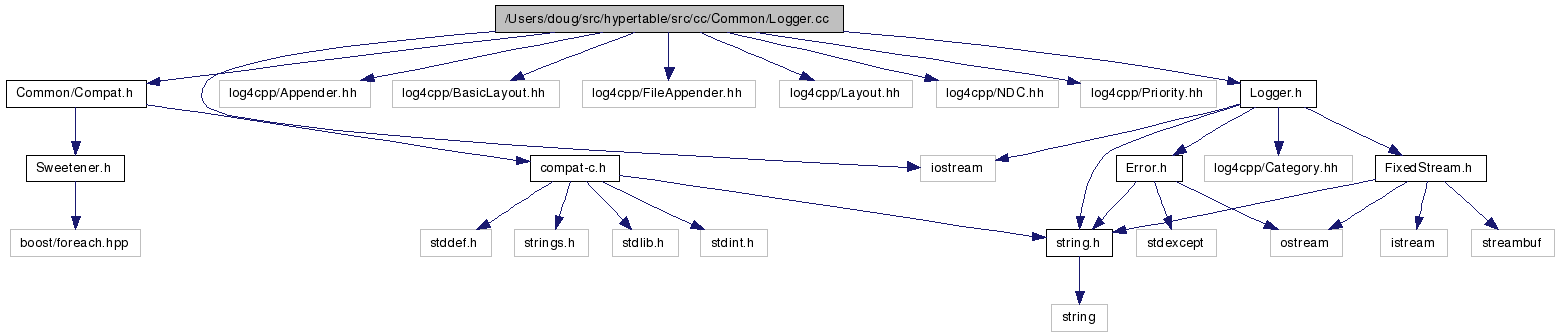 /Users/doug/src/hypertable/src/cc/Common/Logger.cc
Common/Compat.h
log4cpp/Appender.hh
log4cpp/BasicLayout.hh
log4cpp/FileAppender.hh
log4cpp/Layout.hh
log4cpp/NDC.hh
log4cpp/Priority.hh
Logger.h
Sweetener.h
compat-c.h
iostream
Error.h
log4cpp/Category.hh
FixedStream.h
boost/foreach.hpp
stddef.h
strings.h
stdlib.h
stdint.h
string.h
stdexcept
ostream
istream
streambuf
string